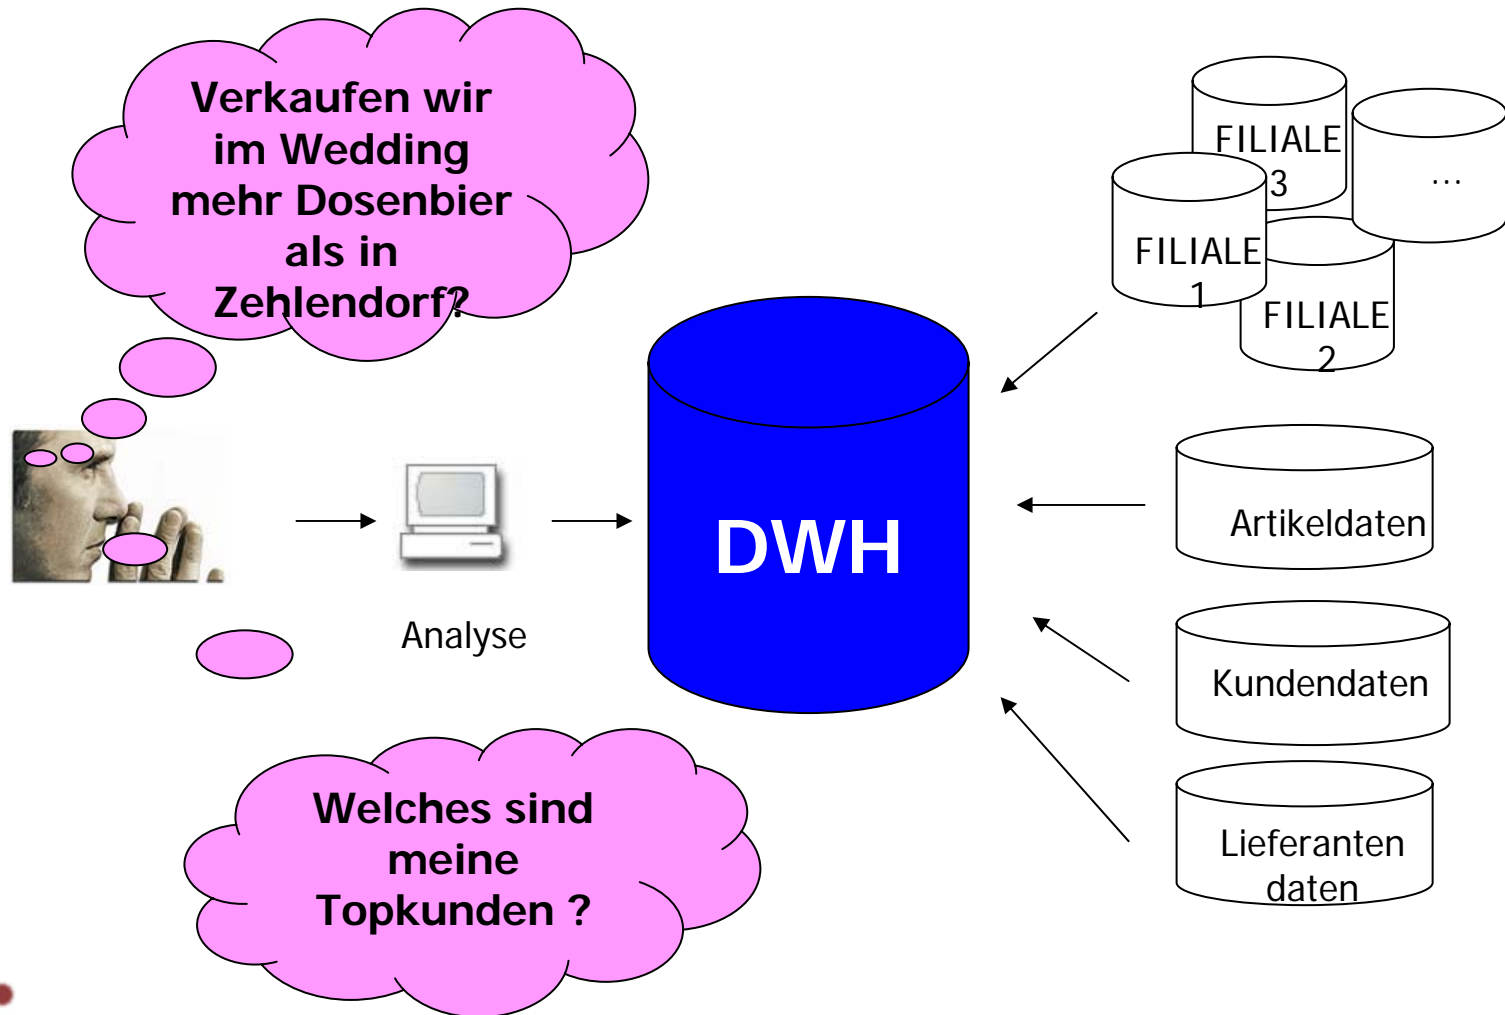 Verkaufen wir
im Wedding
mehr Dosenbier
als in
Zehlendorf?
FILIALE
3
...
FILIALE
1
FILIALE
2
DWH
Artikeldaten
Analyse
Kundendaten
Welches sind
meine
Topkunden ?
Lieferanten
daten